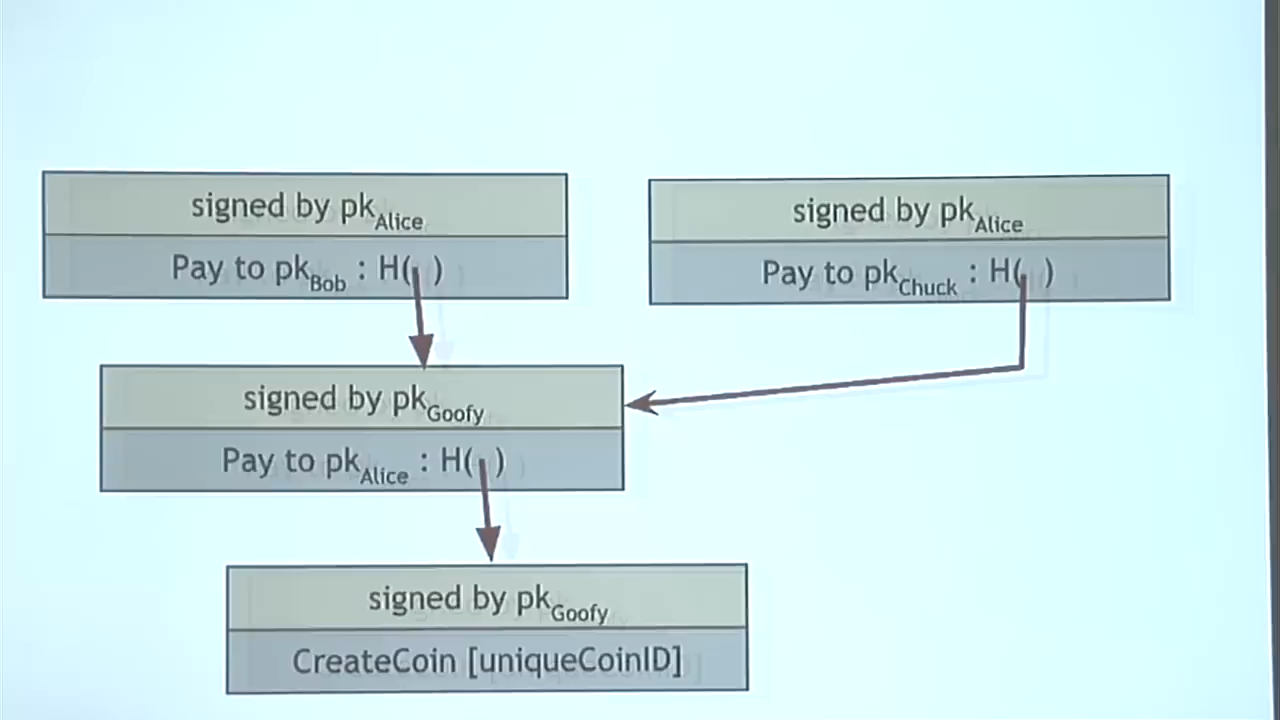 signed by pkAlice
Pay to pkBob : H( )
signed by pkAlice
Pay to pkChuck : H( )
signed by pkGoofy
Pay to pkAlice : H( )
signed by pkGoofy
CreateCoin [uniqueCoinID]